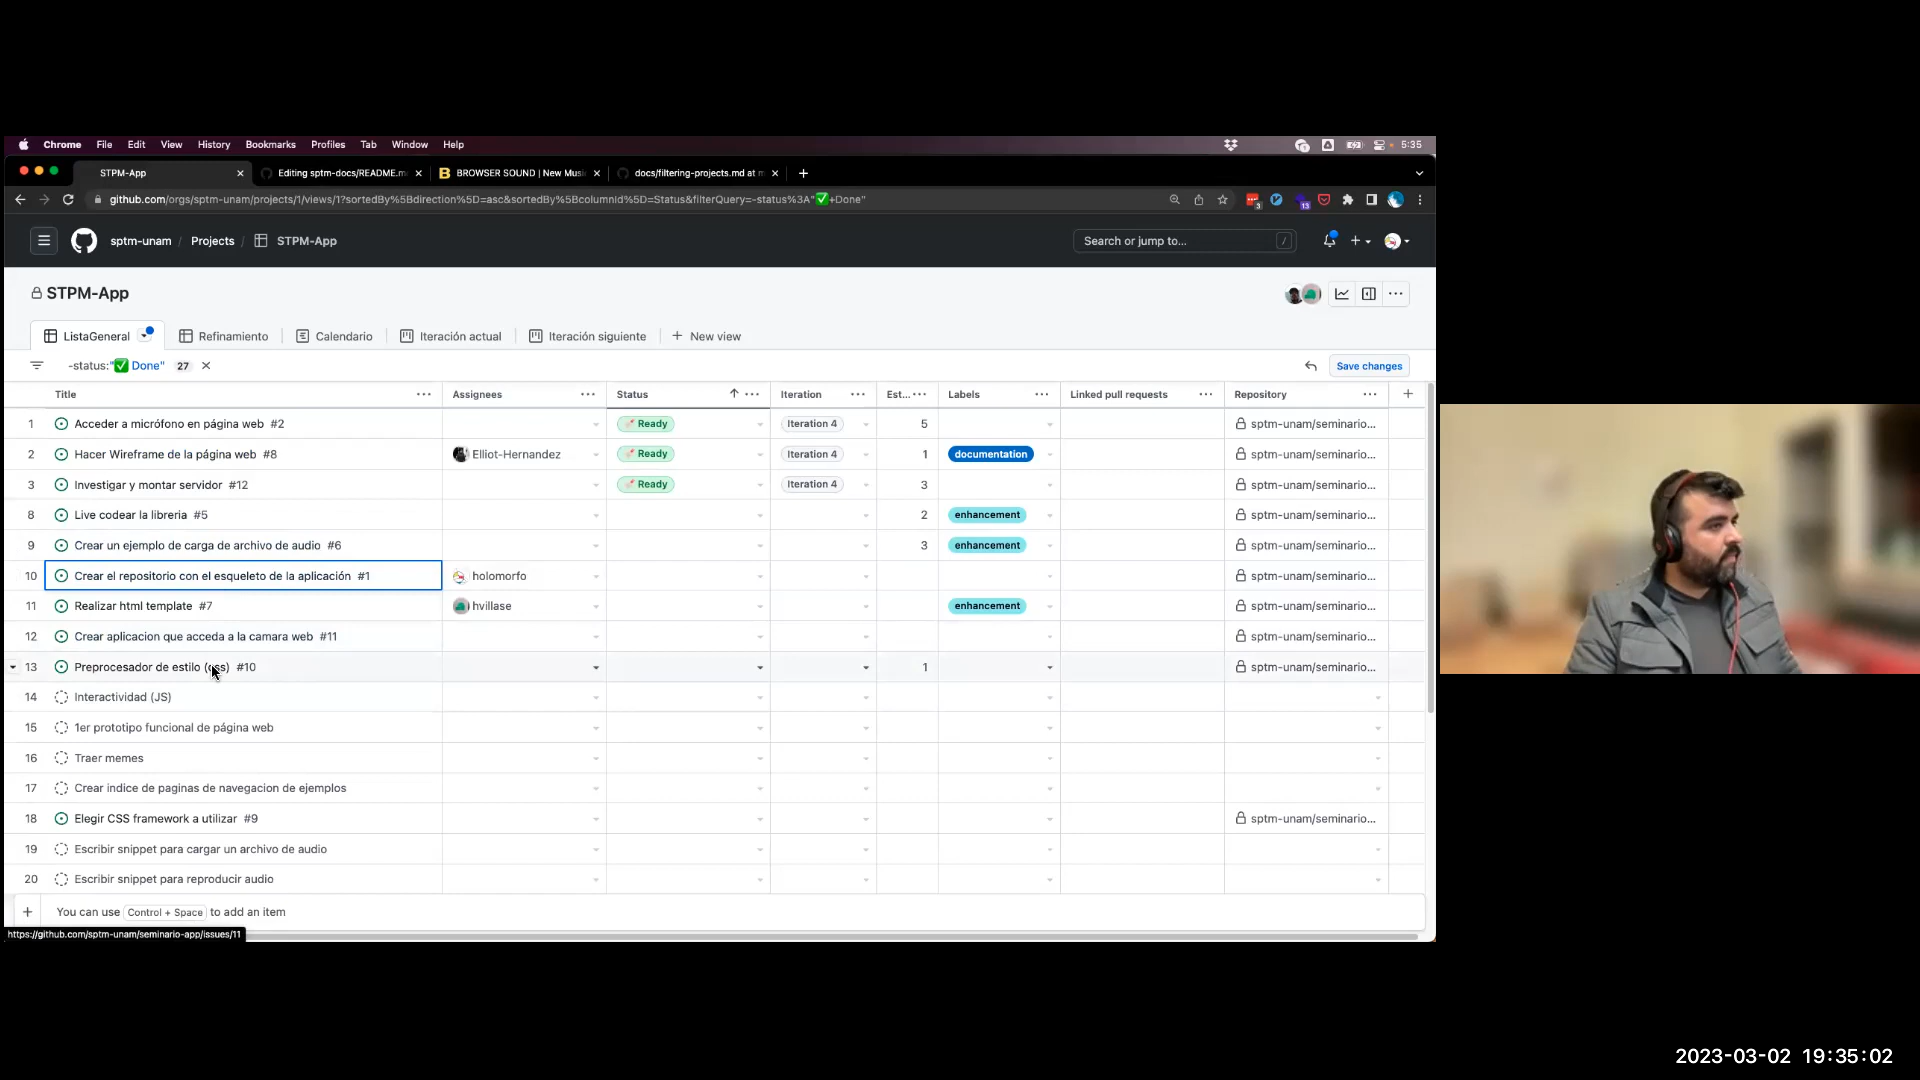 Chrome File Edit View History Bookmarks Profiles Tab Window Help 5:35
STPM-App Editing sptm-docs/README.m BROWSER SOUND | New Musi docs/filtering-projects.md at m
github.com/orgs/sptm-unam/projects/1/views/1?sortedBy%5Bdirection%5D=asc&sortedBy%5BcolumnId%5D=Status&filterQuery=-status%3A"✅+Done" 3 13
sptm-unam / Projects / STPM-App Search or jump to... /
STPM-App
ListaGeneral Refinamiento Calendario Iteración actual Iteración siguiente + New view
-status:"✅ Done" 27 Save changes
Title Assignees Status Iteration Est... Labels Linked pull requests Repository
1 Acceder a micrófono en página web #2 Ready Iteration 4 5 sptm-unam/seminario...
2 Hacer Wireframe de la página web #8 Elliot-Hernandez Ready Iteration 4 1 documentation sptm-unam/seminario...
3 Investigar y montar servidor #12 Ready Iteration 4 3 sptm-unam/seminario...
8 Live codear la libreria #5 2 enhancement sptm-unam/seminario...
9 Crear un ejemplo de carga de archivo de audio #6 3 enhancement sptm-unam/seminario...
10 Crear el repositorio con el esqueleto de la aplicación #1 holomorfo sptm-unam/seminario...
11 Realizar html template #7 hvillase enhancement sptm-unam/seminario...
12 Crear aplicacion que acceda a la camara web #11 sptm-unam/seminario...
13 Preprocesador de estilo (css) #10 1 sptm-unam/seminario...
14 Interactividad (JS)
15 1er prototipo funcional de página web
16 Traer memes
17 Crear indice de paginas de navegacion de ejemplos
18 Elegir CSS framework a utilizar #9 sptm-unam/seminario...
19 Escribir snippet para cargar un archivo de audio
20 Escribir snippet para reproducir audio
+ You can use Control + Space to add an item
https://github.com/sptm-unam/seminario-app/issues/11
2023-03-02 19:35:02